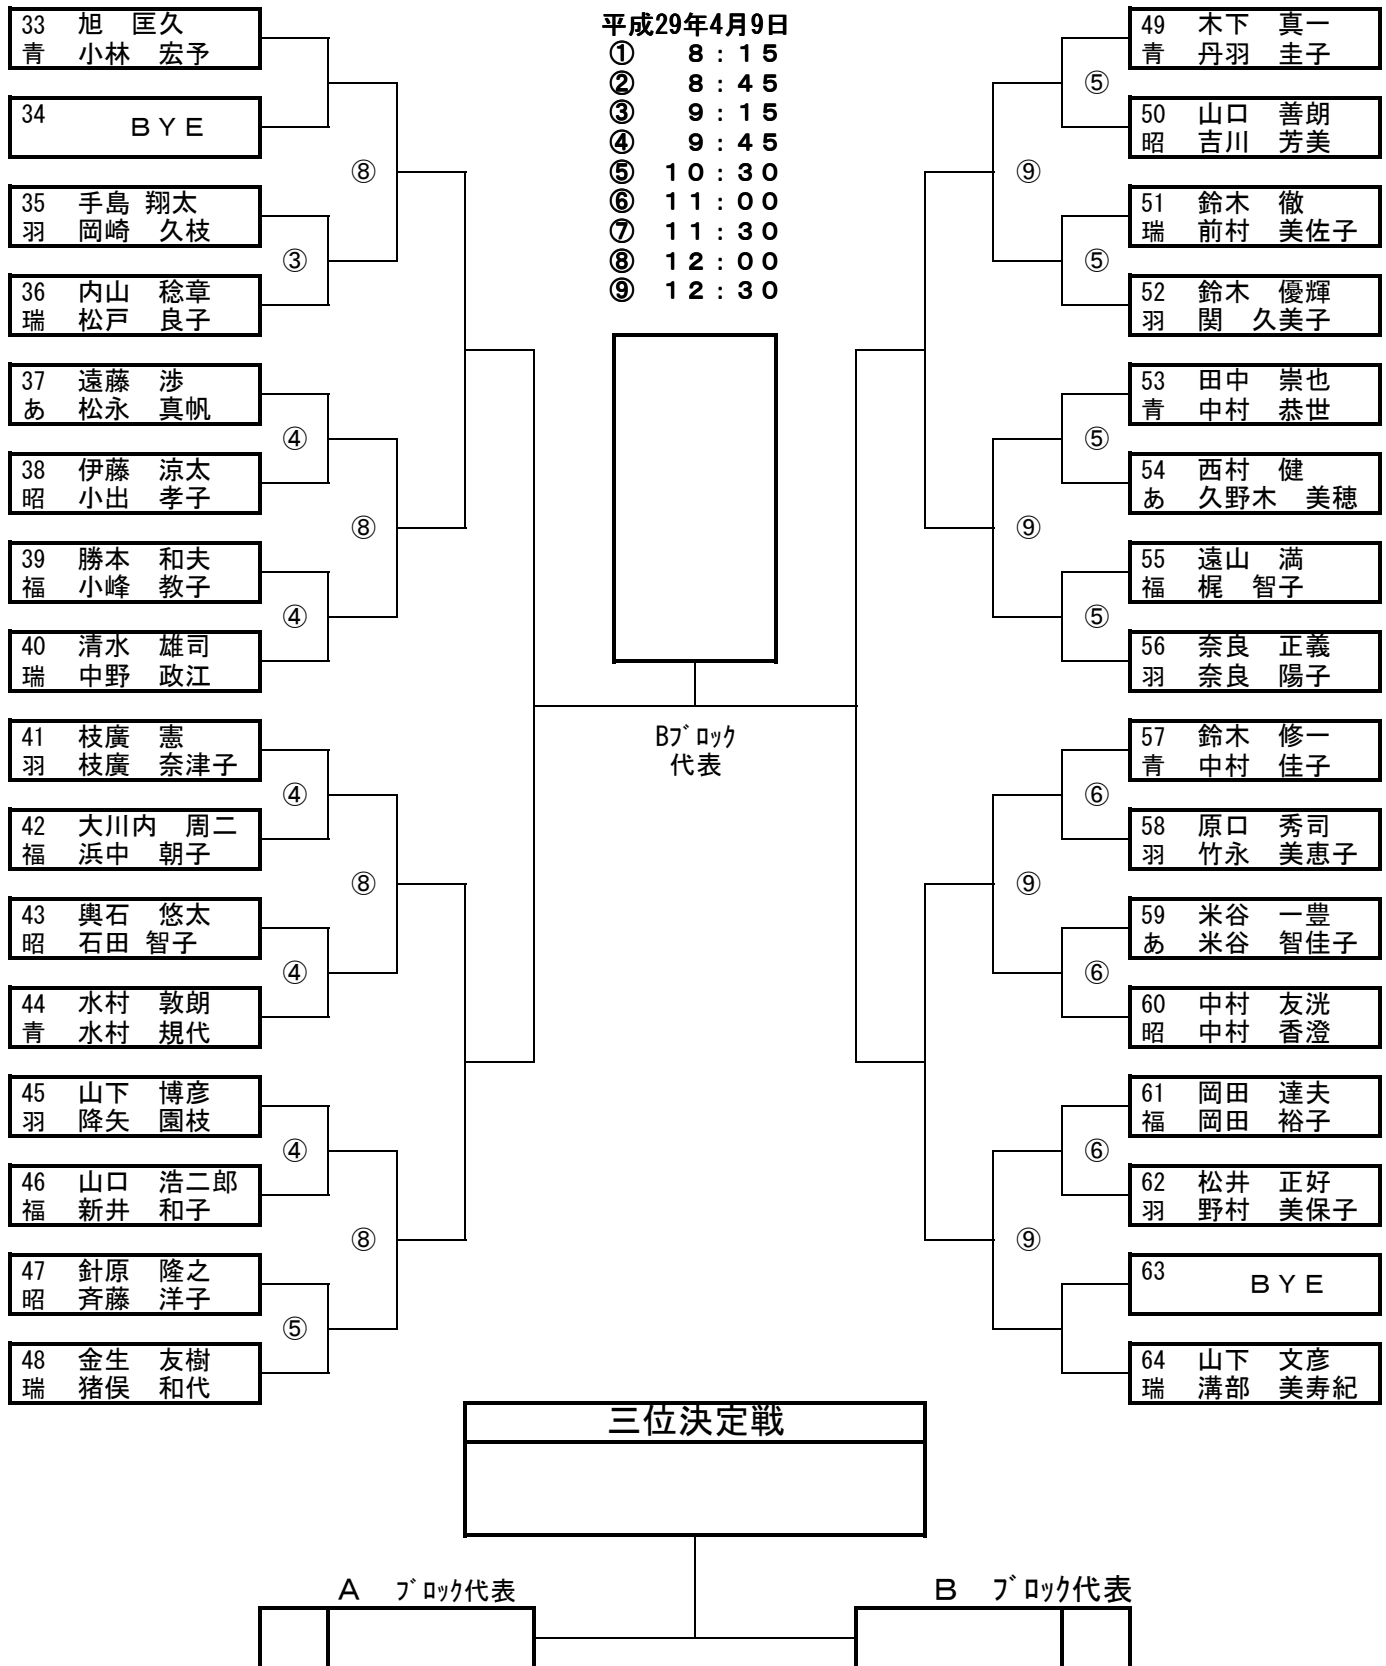 平成29年4月9日
① 8：15
② 8：45
③ 9：15
④ 9：45
⑤ 10：30
⑥ 11：00
⑦ 11：30
⑧ 12：00
⑨ 12：30
33 旭　匡久
青 小林　宏予
34 BYE
⑧
35 手島 翔太
羽 岡崎　久枝
③
36 内山　稔章
瑞 松戸　良子
37 遠藤　渉
あ 松永　真帆
④
38 伊藤　涼太
昭 小出　孝子
⑧
39 勝本　和夫
福 小峰　教子
④
40 清水　雄司
瑞 中野　政江
41 枝廣　憲
羽 枝廣　奈津子
④
42 大川内　周二
福 浜中　朝子
⑧
43 輿石　悠太
昭 石田 智子
④
44 水村　敦朗
青 水村　規代
45 山下　博彦
羽 降矢　園枝
④
46 山口　浩二郎
福 新井　和子
⑧
47 針原　隆之
昭 斉藤　洋子
⑤
48 金生　友樹
瑞 猪俣　和代
Bブロック
代表
49 木下　真一
青 丹羽　圭子
⑤
50 山口　善朗
昭 吉川　芳美
⑨
51 鈴木　徹
瑞 前村　美佐子
⑤
52 鈴木　優輝
羽 関　久美子
53 田中　崇也
青 中村　恭世
⑤
54 西村　健
あ 久野木　美穂
⑨
55 遠山　満
福 梶　智子
⑤
56 奈良　正義
羽 奈良　陽子
57 鈴木　修一
青 中村　佳子
⑥
58 原口　秀司
羽 竹永　美恵子
⑨
59 米谷　一豊
あ 米谷　智佳子
⑥
60 中村　友洸
昭 中村　香澄
61 岡田　達夫
福 岡田　裕子
⑥
62 松井　正好
羽 野村　美保子
⑨
63 BYE
64 山下　文彦
瑞 溝部　美寿紀
三位決定戦
A　ブロック代表
B　ブロック代表